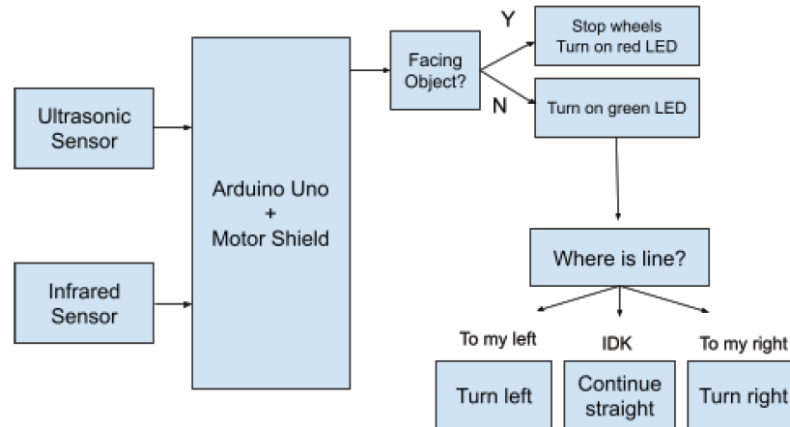 Ultrasonic
Sensor
Infrared
Sensor
Arduino Uno
+
Motor Shield
Facing
Object?
Y
Stop wheels
Turn on red LED
N
Turn on green LED
Where is line?
To my left
IDK
To my right
Turn left
Continue
straight
Turn right